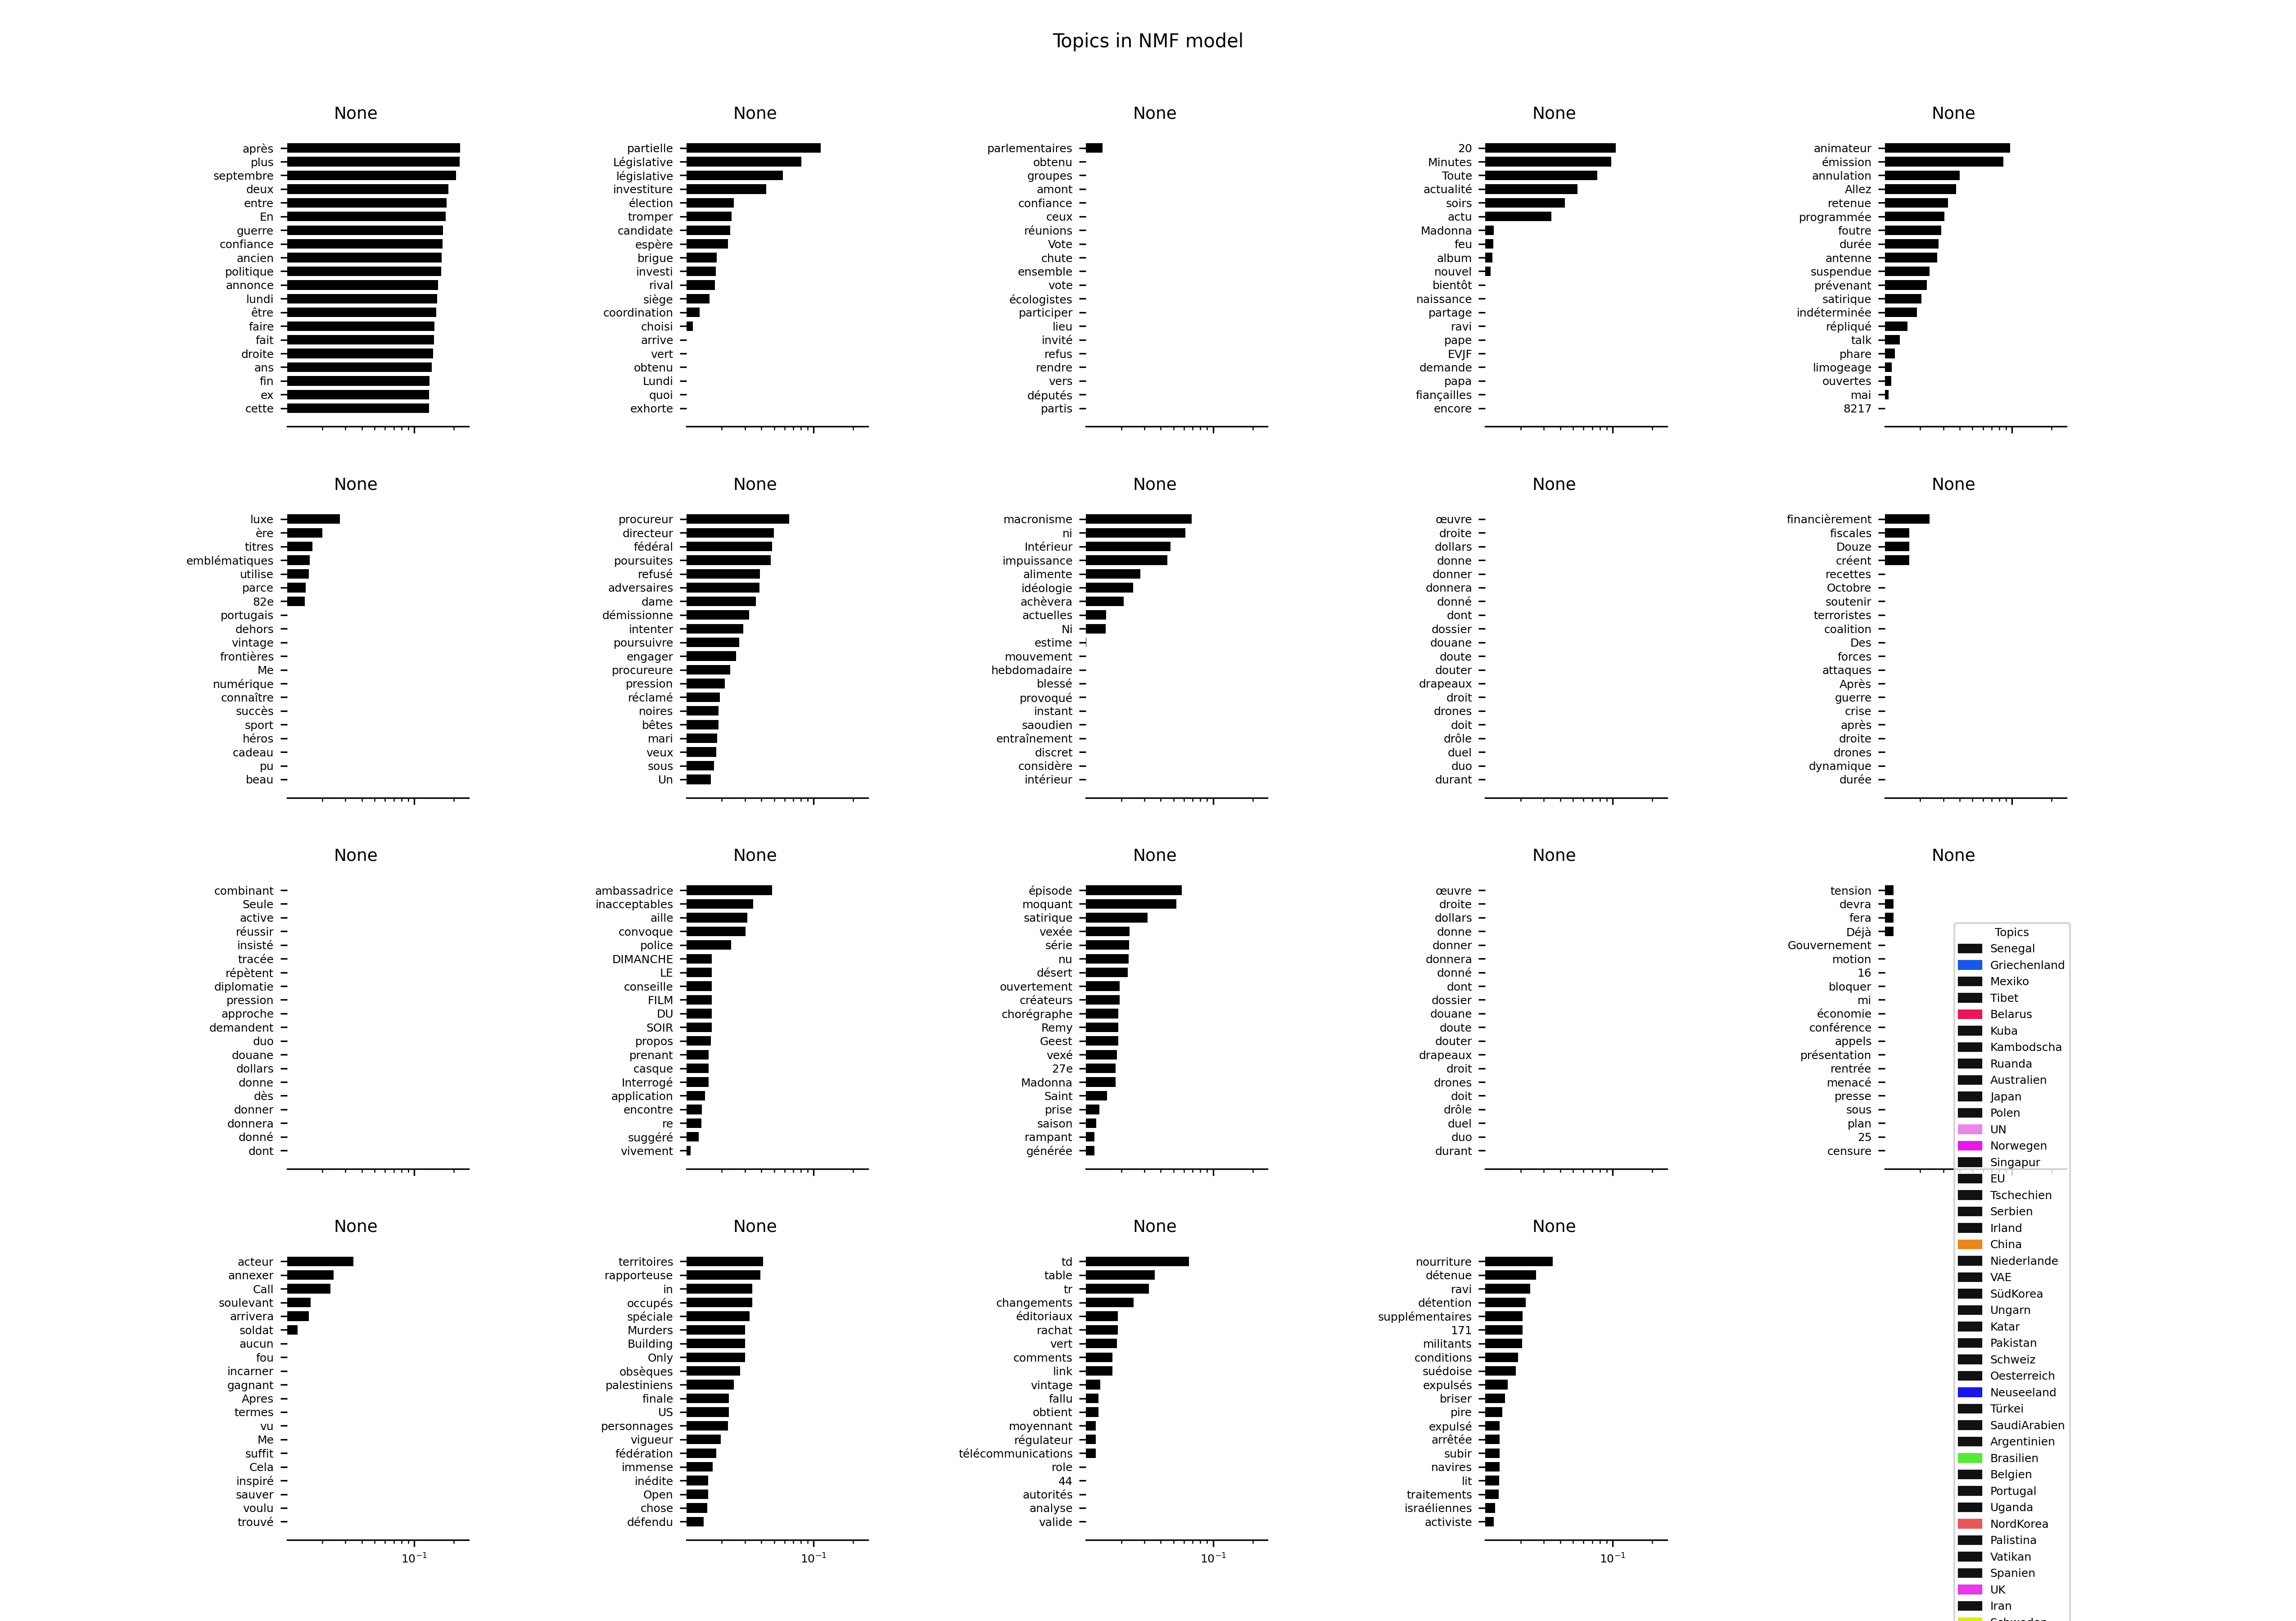 Topics in NMF model
None
après
plus
septembre
deux
entre
En
guerre
confiance
ancien
politique
annonce
lundi
être
faire
fait
droite
ans
fin
ex
cette
None
partielle
Législative
législative
investiture
élection
tromper
candidate
espère
brigue
investi
rival
siège
coordination
choisi
arrive
vert
obtenu
Lundi
quoi
exhorte
None
parlementaires
obtenu
groupes
amont
confiance
ceux
réunions
Vote
chute
ensemble
vote
écologistes
participer
lieu
invité
refus
rendre
vers
députés
partis
None
20
Minutes
Toute
actualité
soirs
actu
Madonna
feu
album
nouvel
bientôt
naissance
partage
ravi
pape
EVJF
demande
papa
fiançailles
encore
None
animateur
émission
annulation
Allez
retenue
programmée
foutre
durée
antenne
suspendue
prévenant
satirique
indéterminée
répliqué
talk
phare
limogeage
ouvertes
mai
8217
None
luxe
ère
titres
emblématiques
utilise
parce
82e
portugais
dehors
vintage
frontières
Me
numérique
connaître
succès
sport
héros
cadeau
pu
beau
None
procureur
directeur
fédéral
poursuites
refusé
adversaires
dame
démissionne
intenter
poursuivre
engager
procureure
pression
réclamé
noires
bêtes
mari
veux
sous
Un
None
macronisme
ni
Intérieur
impuissance
alimente
idéologie
achèvera
actuelles
Ni
estime
mouvement
hebdomadaire
blessé
provoqué
instant
saoudien
entraînement
discret
considère
intérieur
None
œuvre
droite
dollars
donne
donner
donnera
donné
dont
dossier
douane
doute
douter
drapeaux
droit
drones
doit
drôle
duel
duo
durant
None
financièrement
fiscales
Douze
créent
recettes
Octobre
soutenir
terroristes
coalition
Des
forces
attaques
Après
guerre
crise
après
droite
drones
dynamique
durée
None
combinant
Seule
active
réussir
insisté
tracée
répètent
diplomatie
pression
approche
demandent
duo
douane
dollars
donne
dès
donner
donnera
donné
dont
None
ambassadrice
inacceptables
aille
convoque
police
DIMANCHE
LE
conseille
FILM
DU
SOIR
propos
prenant
casque
Interrogé
application
encontre
re
suggéré
vivement
None
épisode
moquant
satirique
vexée
série
nu
désert
ouvertement
créateurs
chorégraphe
Remy
Geest
vexé
27e
Madonna
Saint
prise
saison
rampant
générée
None
œuvre
droite
dollars
donne
donner
donnera
donné
dont
dossier
douane
doute
douter
drapeaux
droit
drones
doit
drôle
duel
duo
durant
None
tension
devra
fera
Déjà
Gouvernement
motion
16
bloquer
mi
économie
conférence
appels
présentation
rentrée
menacé
presse
sous
plan
25
censure
None
acteur
annexer
Call
soulevant
arrivera
soldat
aucun
fou
incarner
gagnant
Apres
termes
vu
Me
suffit
Cela
inspiré
sauver
voulu
trouvé
10⁻¹
None
territoires
rapporteuse
in
occupés
spéciale
Murders
Building
Only
obsèques
palestiniens
finale
US
personnages
vigueur
fédération
immense
inédite
Open
chose
défendu
10⁻¹
None
td
table
tr
changements
éditoriaux
rachat
vert
comments
link
vintage
fallu
obtient
moyennant
régulateur
télécommunications
role
44
autorités
analyse
valide
10⁻¹
None
nourriture
détenue
ravi
détention
supplémentaires
171
militants
conditions
suédoise
expulsés
briser
pire
expulsé
arrêtée
subir
navires
lit
traitements
israéliennes
activiste
10⁻¹
Topics
Senegal
Griechenland
Mexiko
Tibet
Belarus
Kuba
Kambodscha
Ruanda
Australien
Japan
Polen
UN
Norwegen
Singapur
EU
Tschechien
Serbien
Irland
China
Niederlande
VAE
SüdKorea
Ungarn
Katar
Pakistan
Schweiz
Oesterreich
Neuseeland
Türkei
SaudiArabien
Argentinien
Brasilien
Belgien
Portugal
Uganda
NordKorea
Palistina
Vatikan
Spanien
UK
Iran